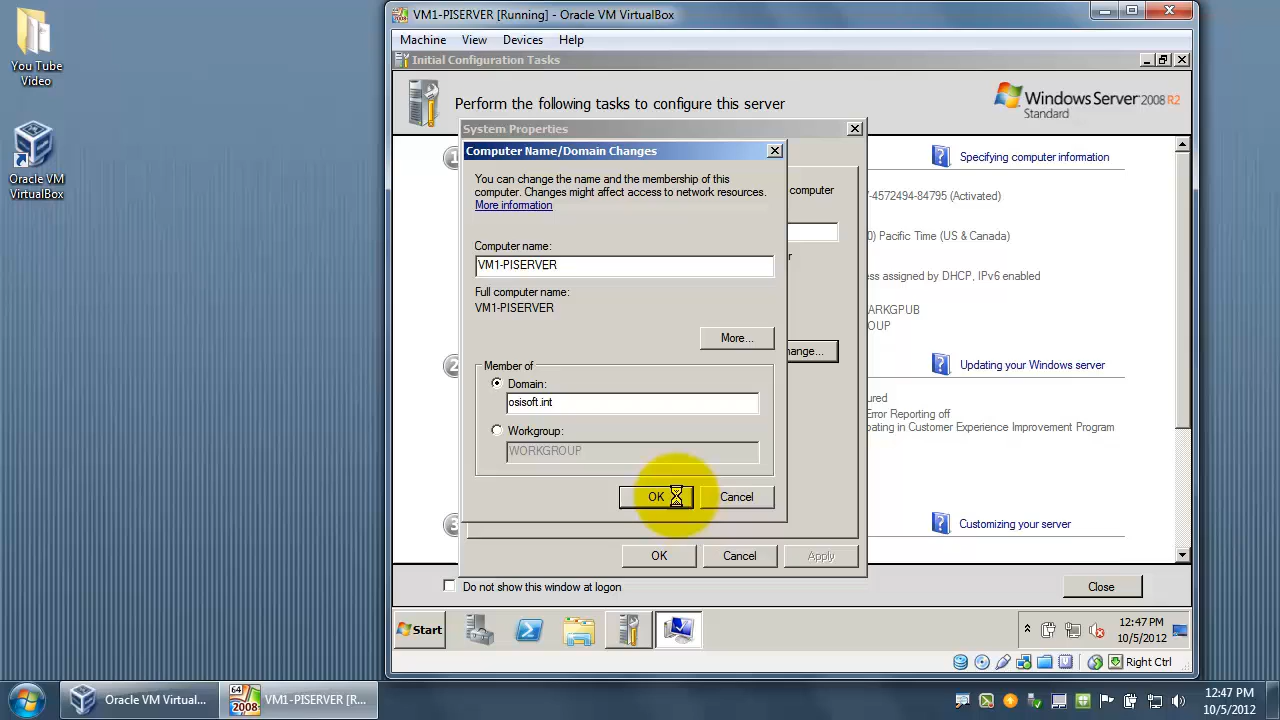 You Tube
Video
Oracle VM
VirtualBox
VM1-PISERVER [Running] - Oracle VM VirtualBox
Machine View Devices Help
Initial Configuration Tasks
Perform the following tasks to configure this server
Windows Server 2008 R2
Standard
System Properties
Computer Name/Domain Changes
1
Specifying computer information
You can change the name and the membership of this
computer. Changes might affect access to network resources.
More information
computer
-4572494-84795 (Activated)
0) Pacific Time (US & Canada)
Computer name:
VM1-PISERVER
ess assigned by DHCP, IPv6 enabled
Full computer name:
VM1-PISERVER
ARKGPUB
OUP
More...
hange...
2
Updating your Windows server
Member of
Domain:
osisoft.int
ured
Error Reporting off
pating in Customer Experience Improvement Program
Workgroup:
WORKGROUP
OK Cancel
3
Customizing your server
OK Cancel Apply
Do not show this window at logon
Close
Start
12:47 PM
10/5/2012
Right Ctrl
Oracle VM Virtual...
64
2008
VM1-PISERVER [R...
12:47 PM
10/5/2012